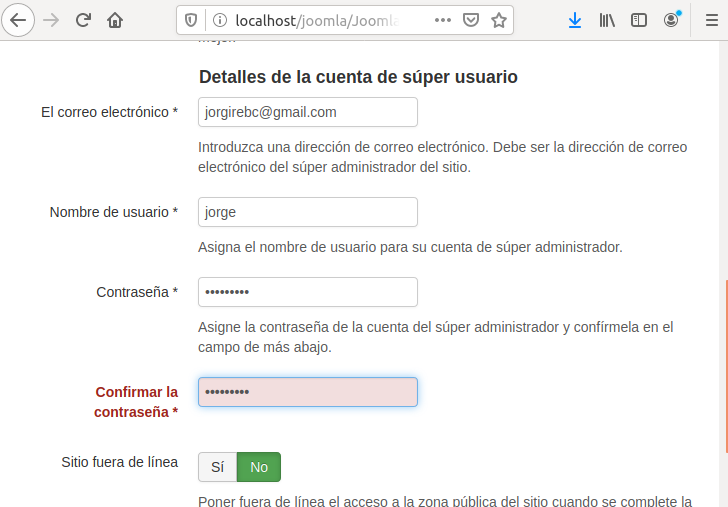 localhost/joomla/Joomla
Detalles de la cuenta de súper usuario
El correo electrónico *
jorgirebc@gmail.com
Introduzca una dirección de correo electrónico. Debe ser la dirección de correo
electrónico del súper administrador del sitio.
Nombre de usuario *
jorge
Asigna el nombre de usuario para su cuenta de súper administrador.
Contraseña *
•••••••••
Asigne la contraseña de la cuenta del súper administrador y confírmela en el
campo de más abajo.
Confirmar la
contraseña *
•••••••••
Sitio fuera de línea
Sí
No
Poner fuera de línea el acceso a la zona pública del sitio cuando se complete la